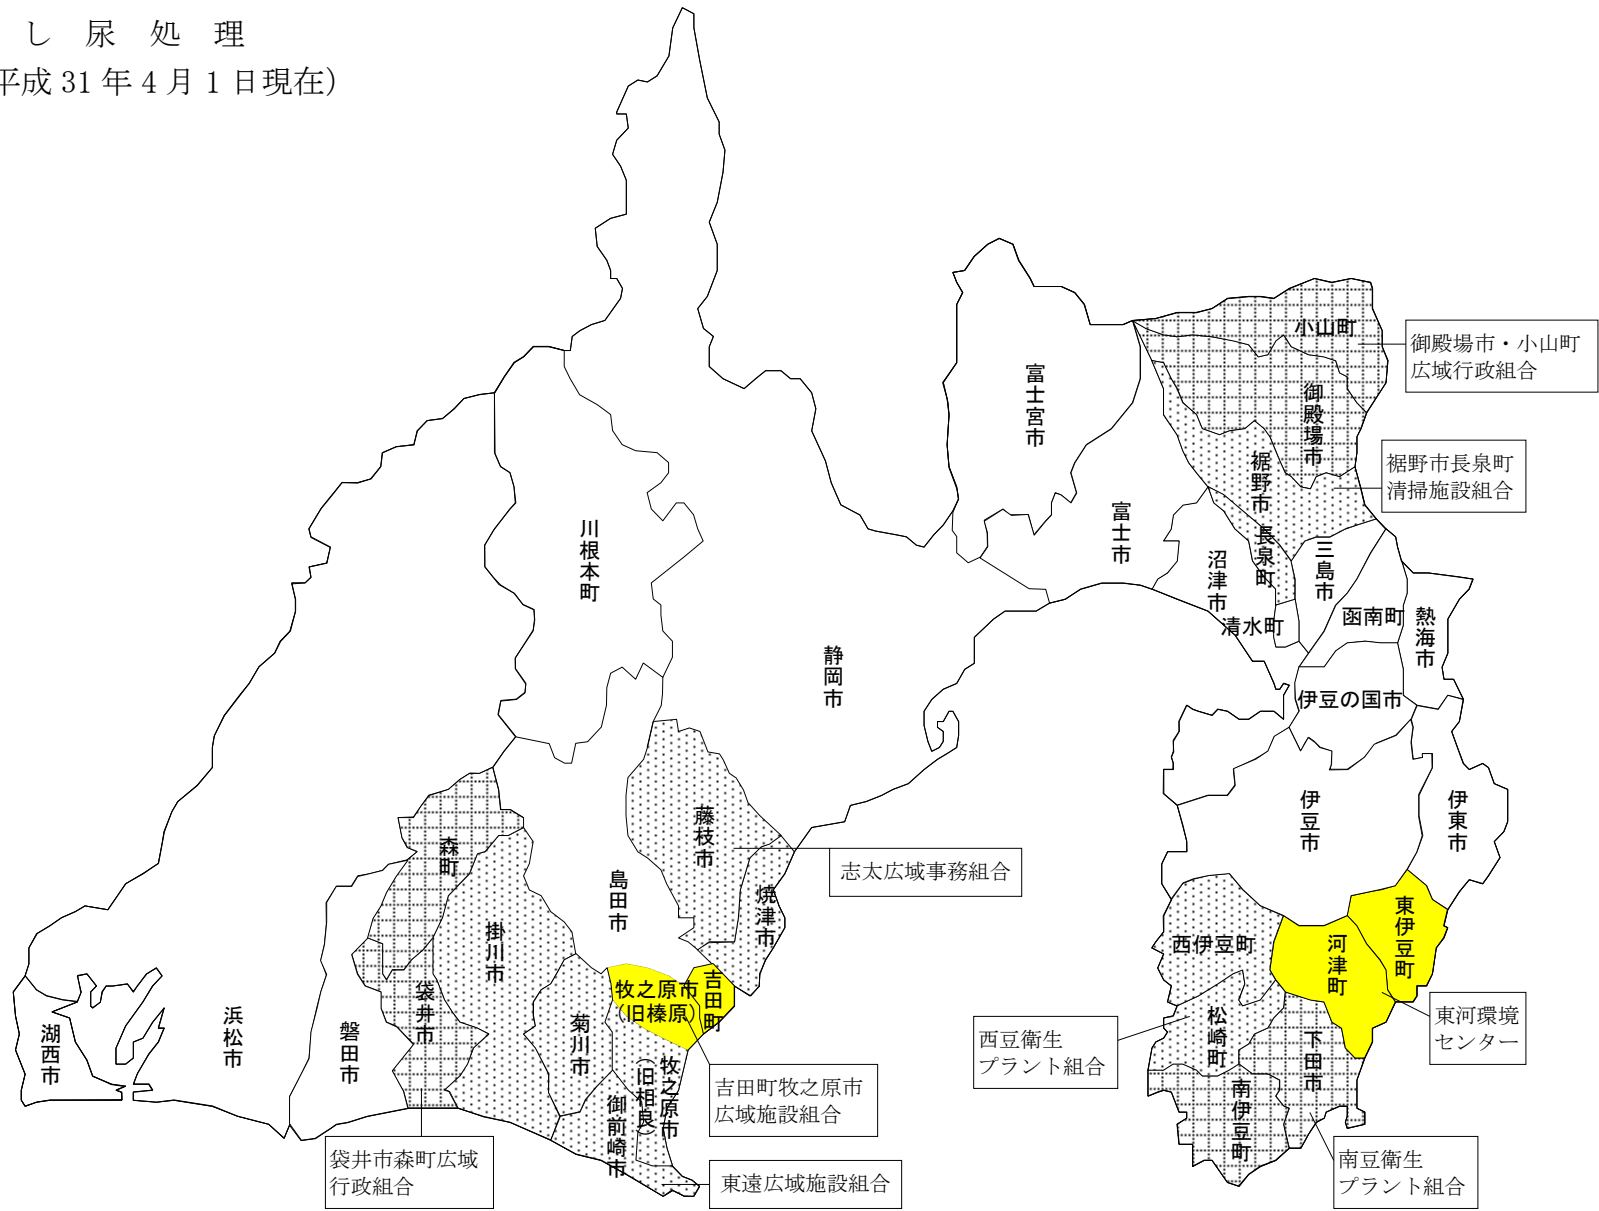 し尿処理
平成31年4月1日現在）
小山町
御殿場市・小山町
広域行政組合
富士宮市
御殿場市
裾野市
裾野市長泉町
清掃施設組合
富士市
川根本町
長泉町
三島市
沼津市
清水町
函南町
熱海市
静岡市
伊豆の国市
伊豆市
伊東市
藤枝市
森町
志太広域事務組合
島田市
焼津市
掛川市
東伊豆町
西伊豆町
河津町
牧之原市
（旧榛原）
吉田町
袋井市
菊川市
浜松市
湖西市
磐田市
松崎町
下田市
東河環境
センター
西豆衛生
プラント組合
牧之原市
（旧相良）
御前崎市
吉田町牧之原市
広域施設組合
南伊豆町
袋井市森町広域
行政組合
東遠広域施設組合
南豆衛生
プラント組合